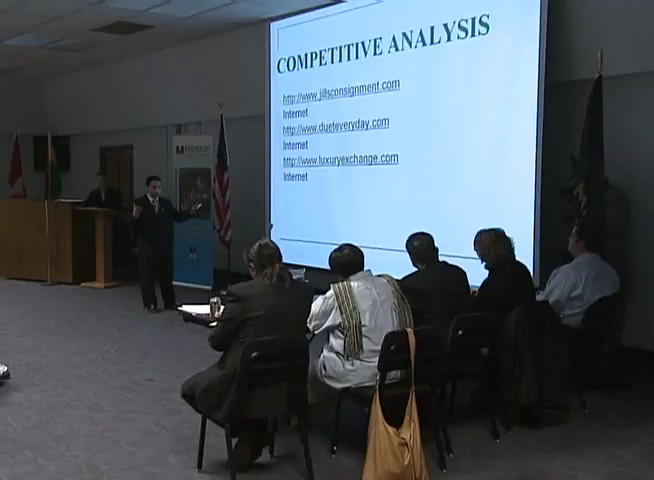 COMPETITIVE ANALYSIS
http://www.jillsconsignment.com
Internet
http://www.dueteveryday.com
Internet
http://www.luxuryexchange.com
Internet